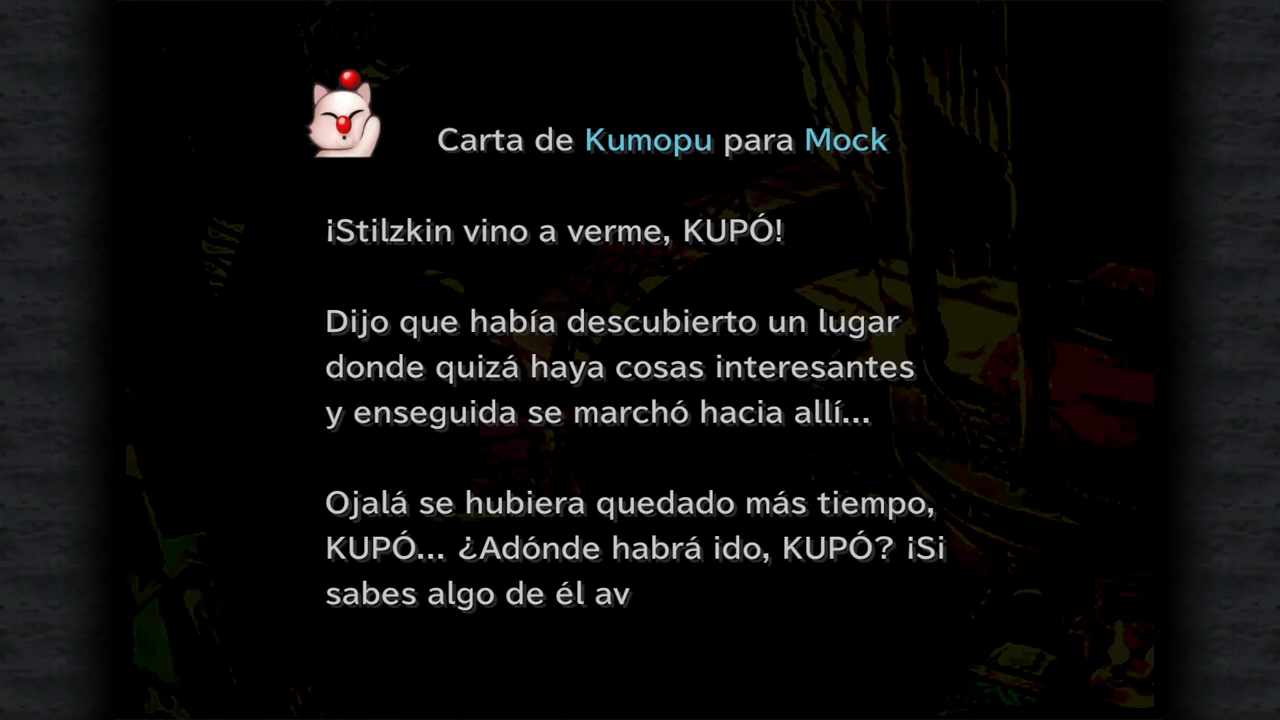 Carta de Kumopu para Mock
¡Stilzkin vino a verme, KUPÓ!
Dijo que había descubierto un lugar
donde quizá haya cosas interesantes
y enseguida se marchó hacia allí...
Ojalá se hubiera quedado más tiempo,
KUPÓ... ¿Adónde habrá ido, KUPÓ? ¡Si
sabes algo de él av